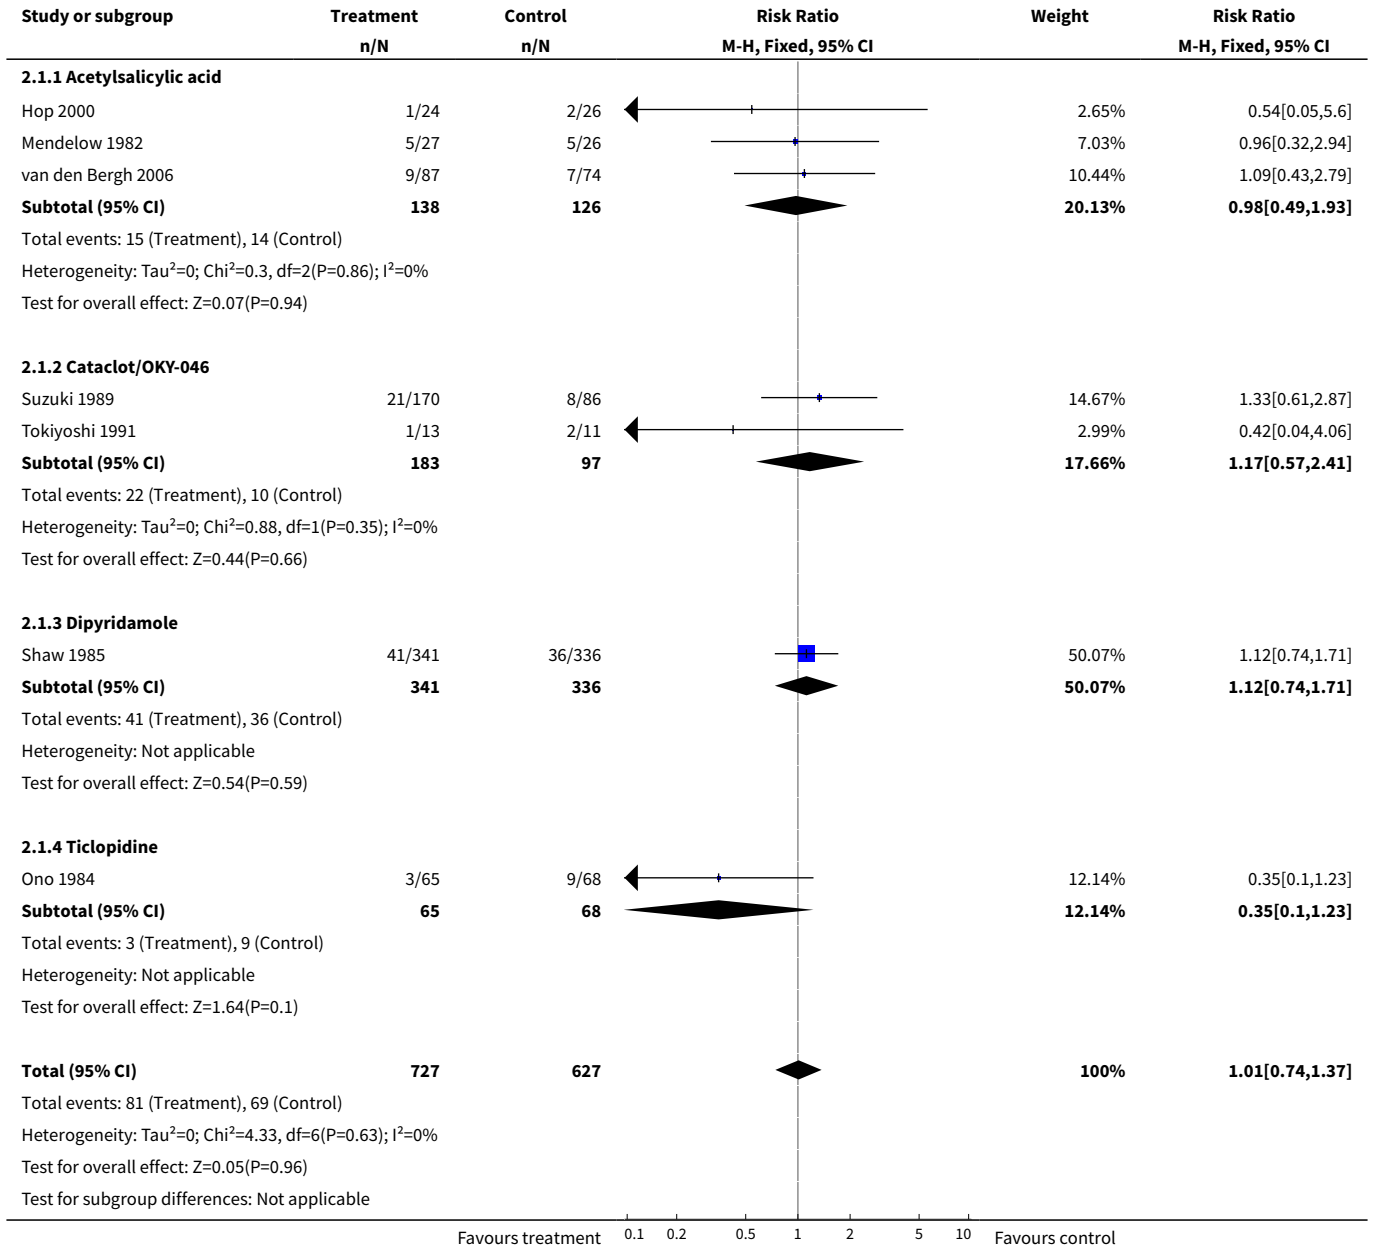 Study or subgroup Treatment Control Risk Ratio Weight Risk Ratio
n/N n/N M-H, Fixed, 95% CI M-H, Fixed, 95% CI
2.1.1 Acetylsalicylic acid
Hop 2000 1/24 2/26 2.65% 0.54[0.05,5.6]
Mendelow 1982 5/27 5/26 7.03% 0.96[0.32,2.94]
van den Bergh 2006 9/87 7/74 10.44% 1.09[0.43,2.79]
Subtotal (95% CI) 138 126 20.13% 0.98[0.49,1.93]
Total events: 15 (Treatment), 14 (Control)
Heterogeneity: Tau²=0; Chi²=0.3, df=2(P=0.86); I²=0%
Test for overall effect: Z=0.07(P=0.94)
2.1.2 Cataclot/OKY-046
Suzuki 1989 21/170 8/86 14.67% 1.33[0.61,2.87]
Tokiyoshi 1991 1/13 2/11 2.99% 0.42[0.04,4.06]
Subtotal (95% CI) 183 97 17.66% 1.17[0.57,2.41]
Total events: 22 (Treatment), 10 (Control)
Heterogeneity: Tau²=0; Chi²=0.88, df=1(P=0.35); I²=0%
Test for overall effect: Z=0.44(P=0.66)
2.1.3 Dipyridamole
Shaw 1985 41/341 36/336 50.07% 1.12[0.74,1.71]
Subtotal (95% CI) 341 336 50.07% 1.12[0.74,1.71]
Total events: 41 (Treatment), 36 (Control)
Heterogeneity: Not applicable
Test for overall effect: Z=0.54(P=0.59)
2.1.4 Ticlopidine
Ono 1984 3/65 9/68 12.14% 0.35[0.1,1.23]
Subtotal (95% CI) 65 68 12.14% 0.35[0.1,1.23]
Total events: 3 (Treatment), 9 (Control)
Heterogeneity: Not applicable
Test for overall effect: Z=1.64(P=0.1)
Total (95% CI) 727 627 100% 1.01[0.74,1.37]
Total events: 81 (Treatment), 69 (Control)
Heterogeneity: Tau²=0; Chi²=4.33, df=6(P=0.63); I²=0%
Test for overall effect: Z=0.05(P=0.96)
Test for subgroup differences: Not applicable
Favours treatment 0.1 0.2 0.5 1 2 5 10 Favours control